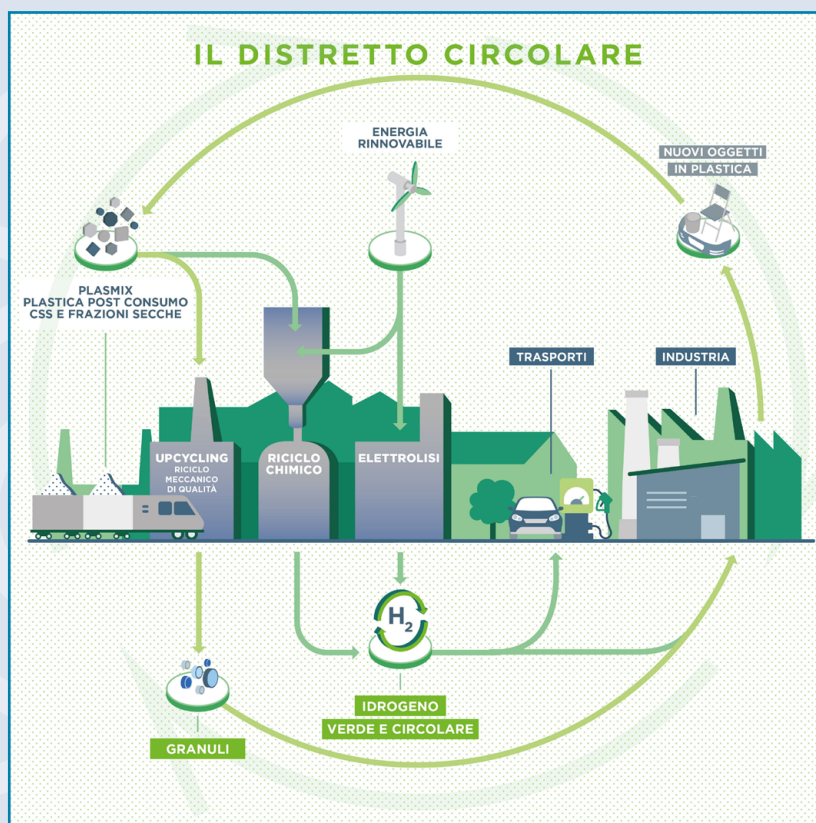 IL DISTRETTO CIRCOLARE
ENERGIA
RINNOVABILE
NUOVI OGGETTI
IN PLASTICA
PLASMIX
PLASTICA POST CONSUMO
CSS E FRAZIONI SECCHE
TRASPORTI
INDUSTRIA
UPCYCLING
RICICLO
MECCANICO
DI QUALITÀ
RICICLO
CHIMICO
ELETTROLISI
H2
IDROGENO
VERDE E CIRCOLARE
GRANULI